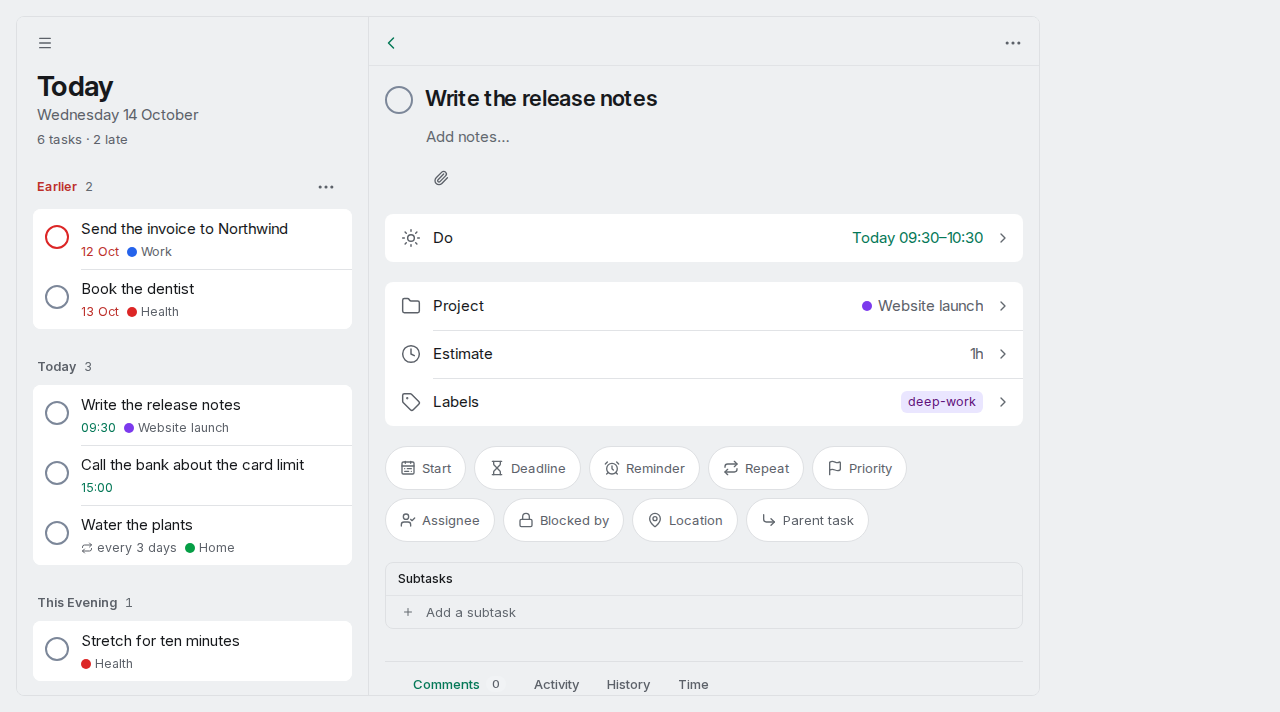 Today
Wednesday 14 October
6 tasks · 2 late
Earlier 2
Send the invoice to Northwind
12 Oct Work
Book the dentist
13 Oct Health
Today 3
Write the release notes
09:30 Website launch
Call the bank about the card limit
15:00
Water the plants
every 3 days Home
This Evening 1
Stretch for ten minutes
Health
Write the release notes
Add notes...
Do Today 09:30–10:30
Project Website launch
Estimate 1h
Labels deep-work
Start Deadline Reminder Repeat Priority
Assignee Blocked by Location Parent task
Subtasks
Add a subtask
Comments 0 Activity History Time